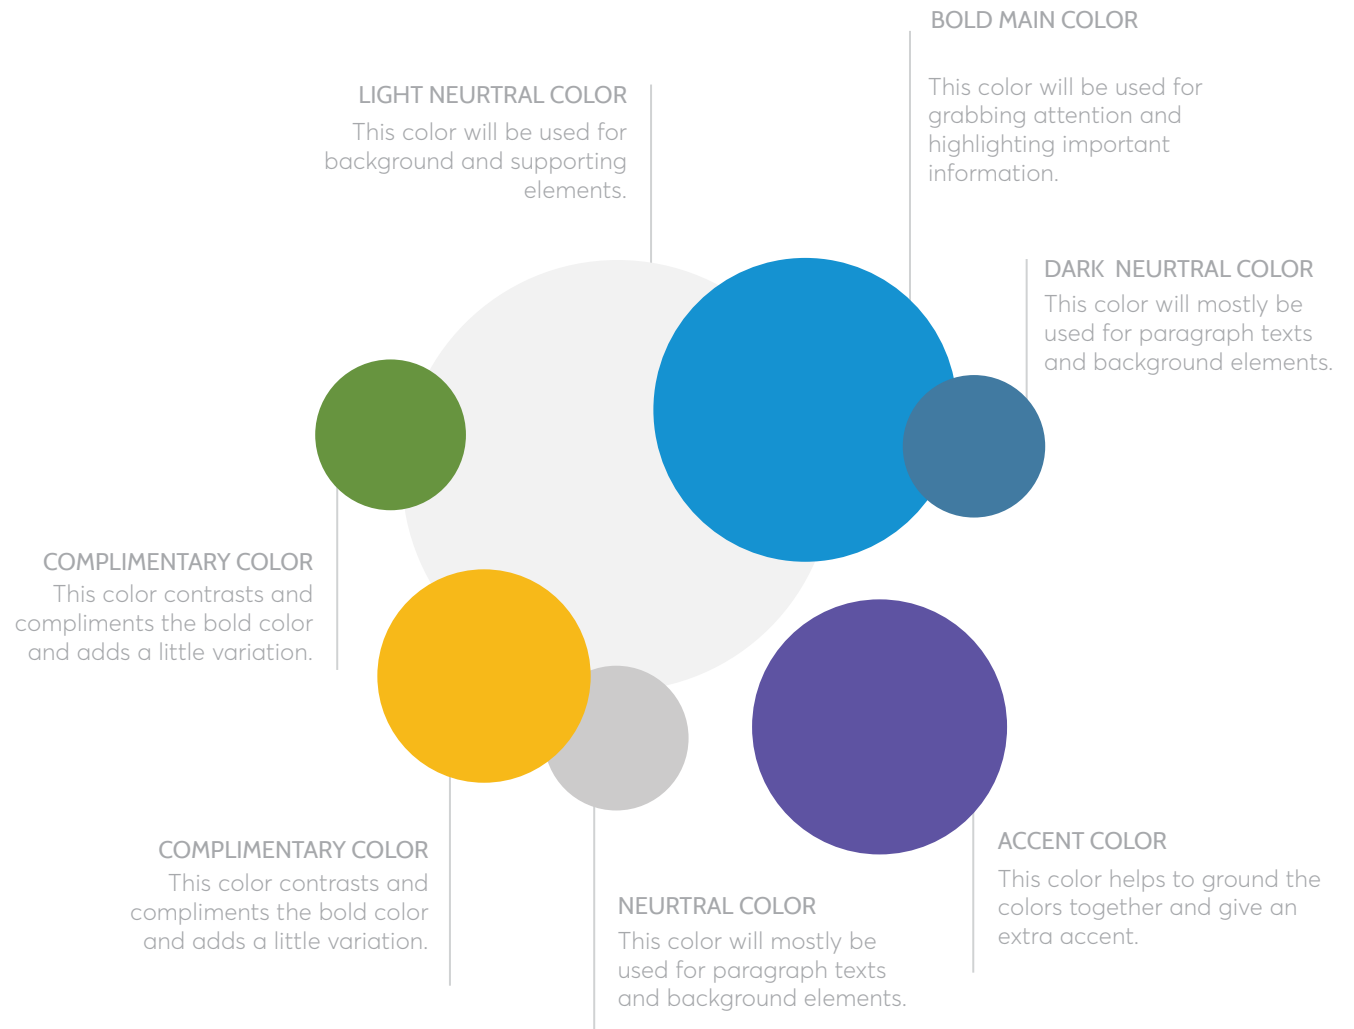 BOLD MAIN COLOR
This color will be used for
grabbing attention and
highlighting important
information.
LIGHT NEURTRAL COLOR
This color will be used for
background and supporting
elements.
DARK NEURTRAL COLOR
This color will mostly be
used for paragraph texts
and background elements.
COMPLIMENTARY COLOR
This color contrasts and
compliments the bold color
and adds a little variation.
COMPLIMENTARY COLOR
This color contrasts and
compliments the bold color
and adds a little variation.
NEURTRAL COLOR
This color will mostly be
used for paragraph texts
and background elements.
ACCENT COLOR
This color helps to ground the
colors together and give an
extra accent.